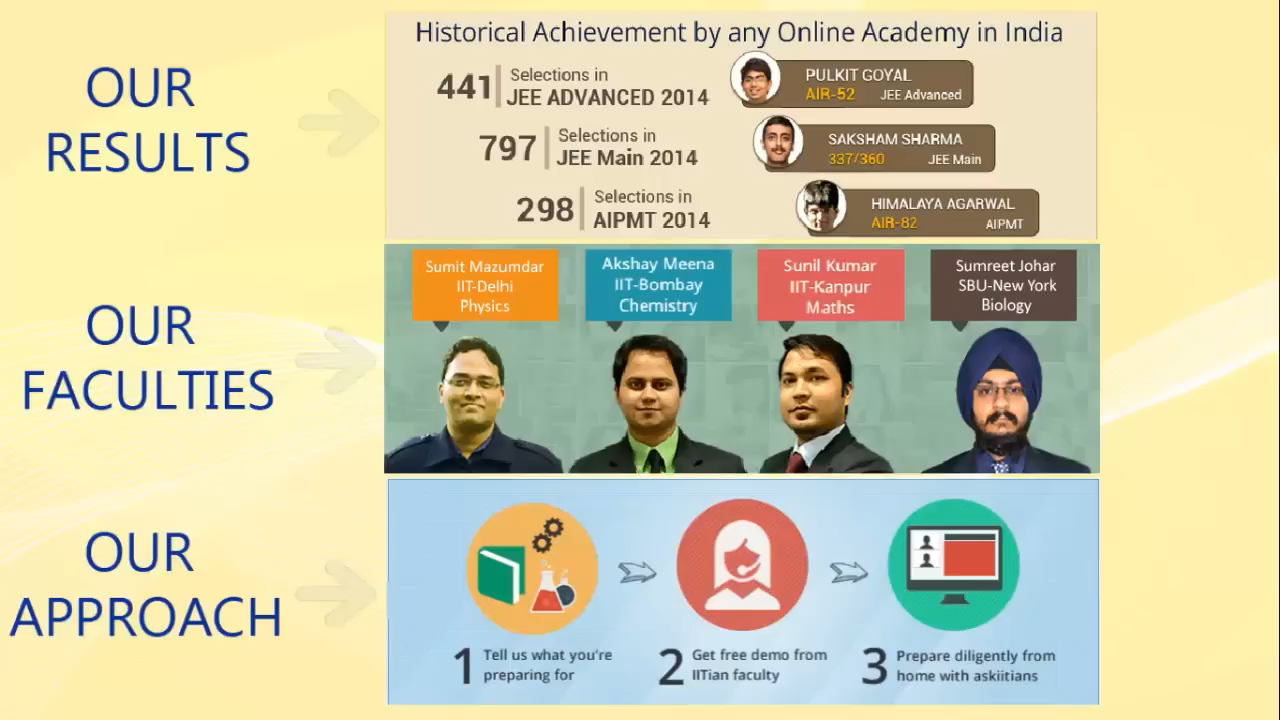 OUR
RESULTS
Historical Achievement by any Online Academy in India
441 Selections in
JEE ADVANCED 2014
PULKIT GOYAL
AIR-52 JEE Advanced
797 Selections in
JEE Main 2014
SAKSHAM SHARMA
337/360 JEE Main
298 Selections in
AIPMT 2014
HIMALAYA AGARWAL
AIR-82 AIPMT
OUR
FACULTIES
Sumit Mazumdar
IIT-Delhi
Physics
Akshay Meena
IIT-Bombay
Chemistry
Sunil Kumar
IIT-Kanpur
Maths
Sumreet Johar
SBU-New York
Biology
OUR
APPROACH
1 Tell us what you're
preparing for
2 Get free demo from
IITian faculty
3 Prepare diligently from
home with askiitians